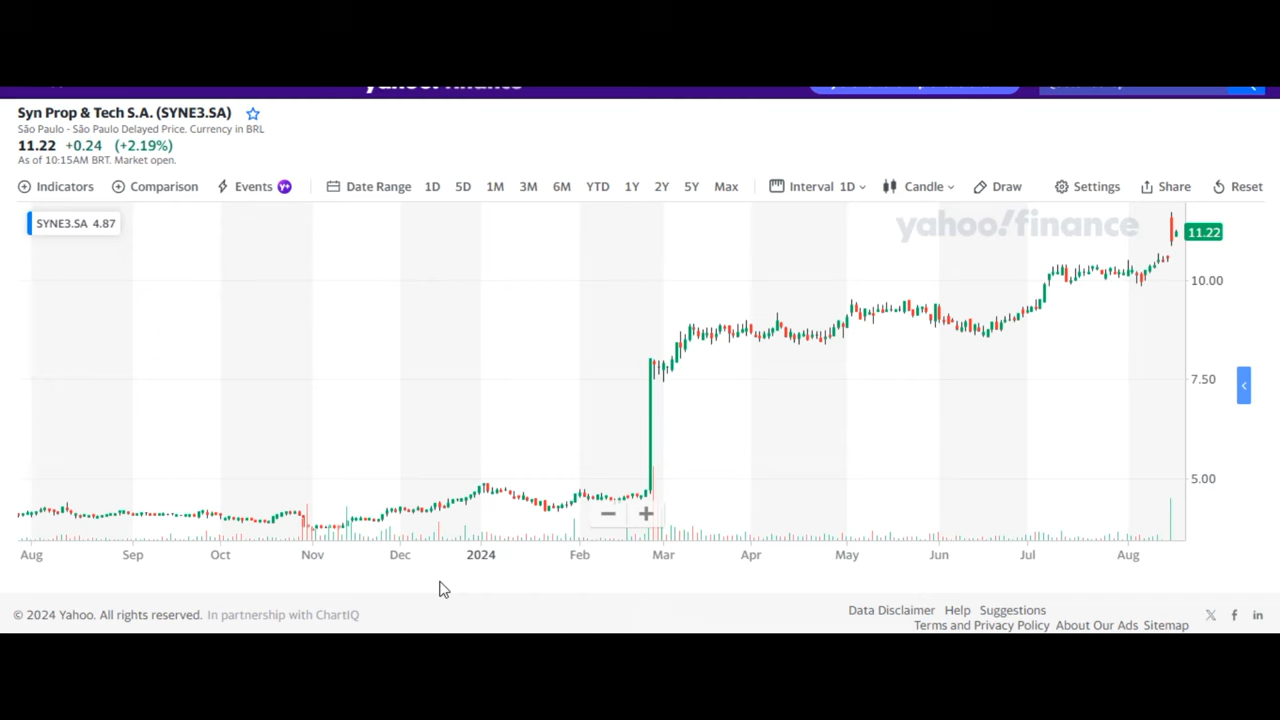 Syn Prop & Tech S.A. (SYNE3.SA)
São Paulo - São Paulo Delayed Price. Currency in BRL
11.22 +0.24 (+2.19%)
As of 10:15AM BRT. Market open.
Indicators Comparison Events Y+ Date Range 1D 5D 1M 3M 6M YTD 1Y 2Y 5Y Max Interval 1D Candle Draw Settings Share Reset
SYNE3.SA 4.87
yahoo!finance
11.22
10.00
7.50
5.00
Aug Sep Oct Nov Dec 2024 Feb Mar Apr May Jun Jul Aug
© 2024 Yahoo. All rights reserved. In partnership with ChartIQ
Data Disclaimer Help Suggestions
Terms and Privacy Policy About Our Ads Sitemap